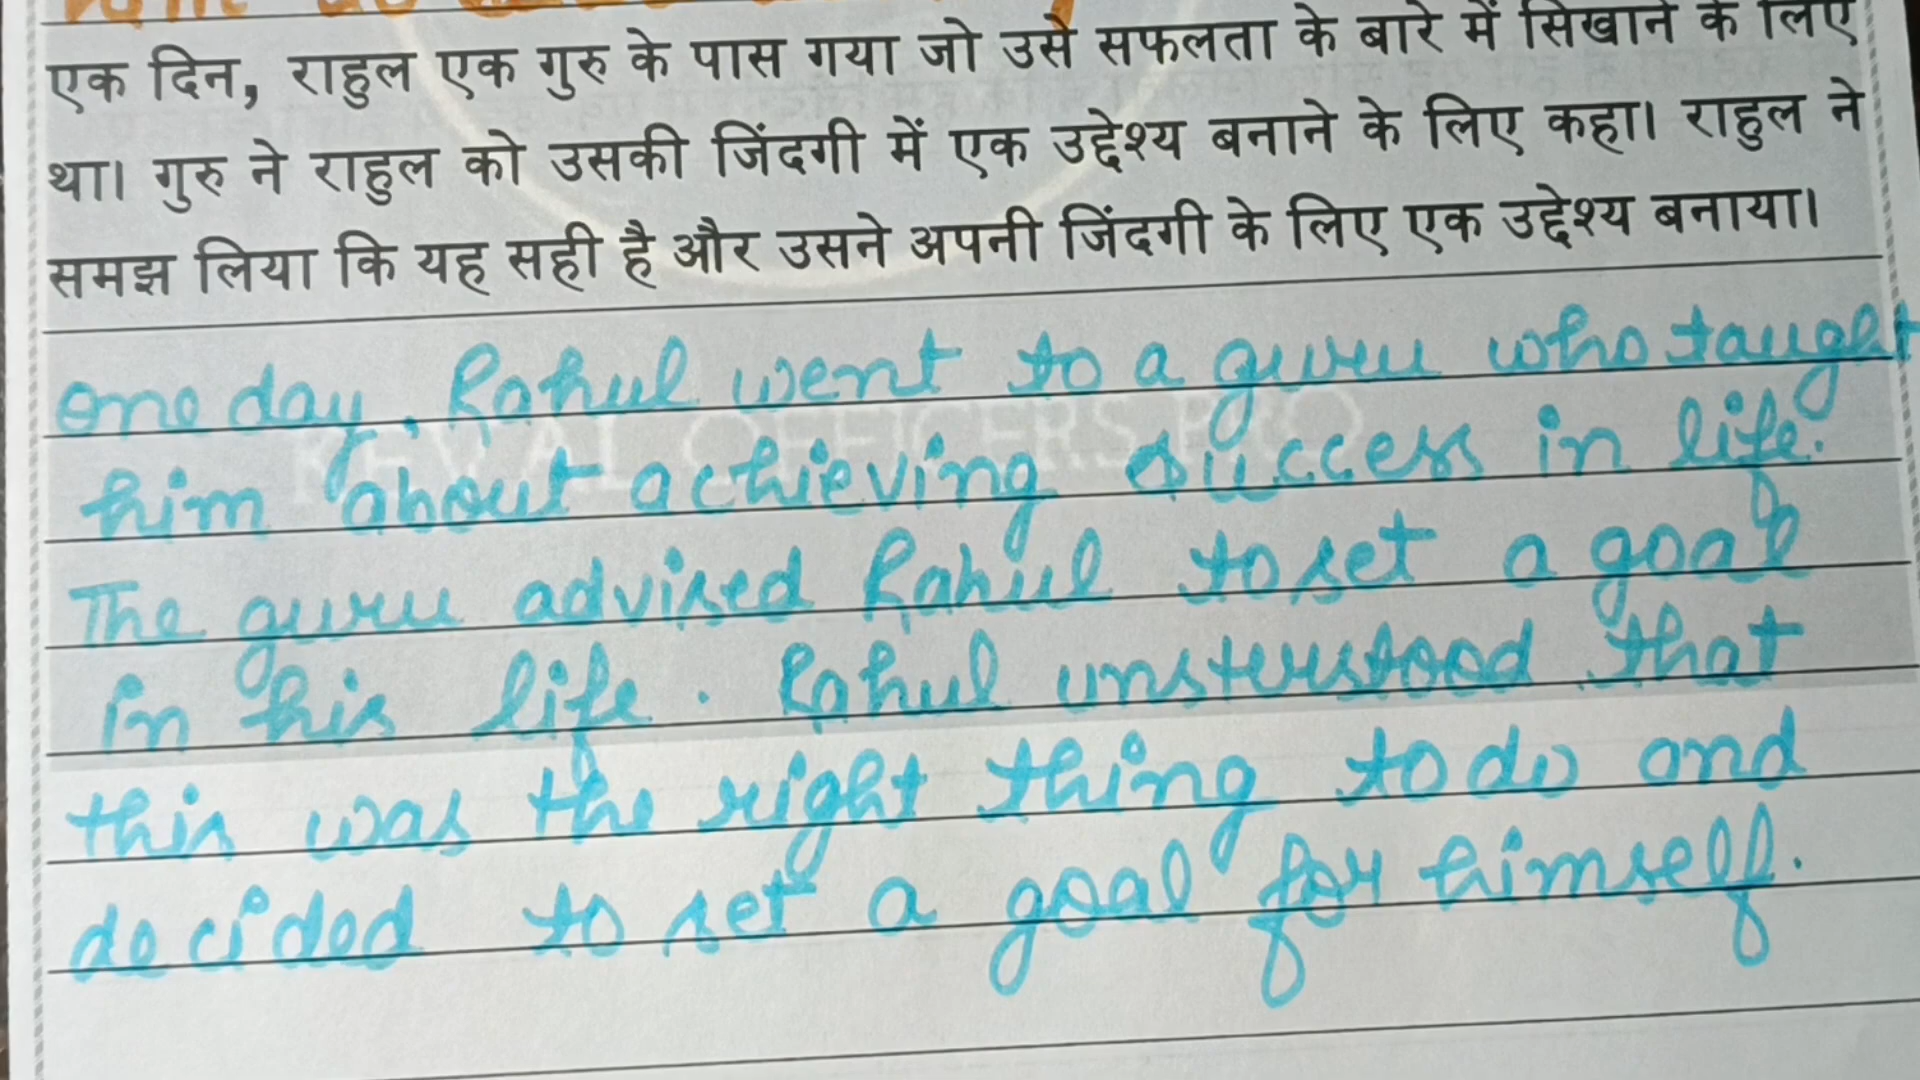 एक दिन, राहुल एक गुरु के पास गया जो उसे सफलता के बारे में सिखाने के लिए
था। गुरु ने राहुल को उसकी जिंदगी में एक उद्देश्य बनाने के लिए कहा। राहुल ने
समझ लिया कि यह सही है और उसने अपनी जिंदगी के लिए एक उद्देश्य बनाया।
one day, Rahul went to a guru who taught
him about achieving success in life.
The guru advised Rahul to set a goal
in his life. Rahul unsterstood that
this was the right thing to do and
decided to set a goal for himself.